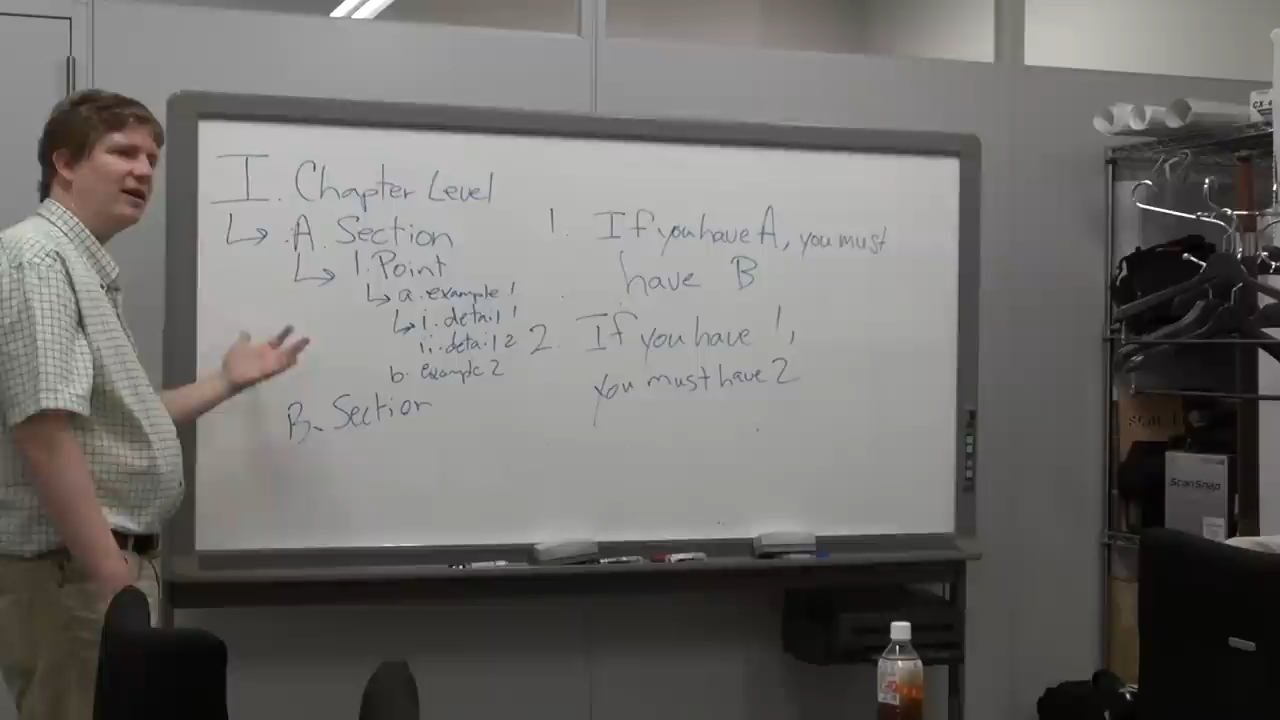 I. Chapter Level
A. Section
1. Point
a. example 1
i. detail 1
ii. detail 2
b. example 2
B. Section
1. If you have A, you must
have B
2. If you have 1,
you must have 2
ScanSnap